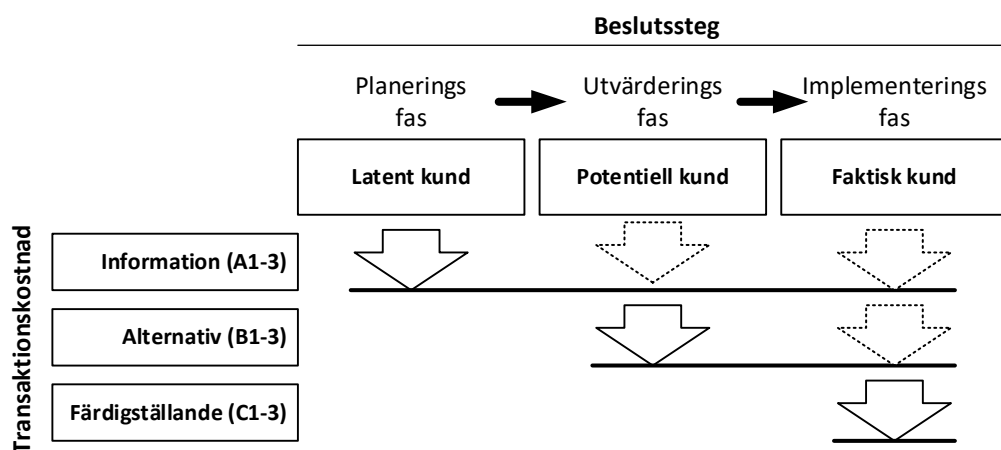 Beslutssteg
Planerings
fas
Utvärderings
fas
Implementerings
fas
Latent kund
Potentiell kund
Faktisk kund
Transaktionskostnad
Information (A1-3)
Alternativ (B1-3)
Färdigställande (C1-3)